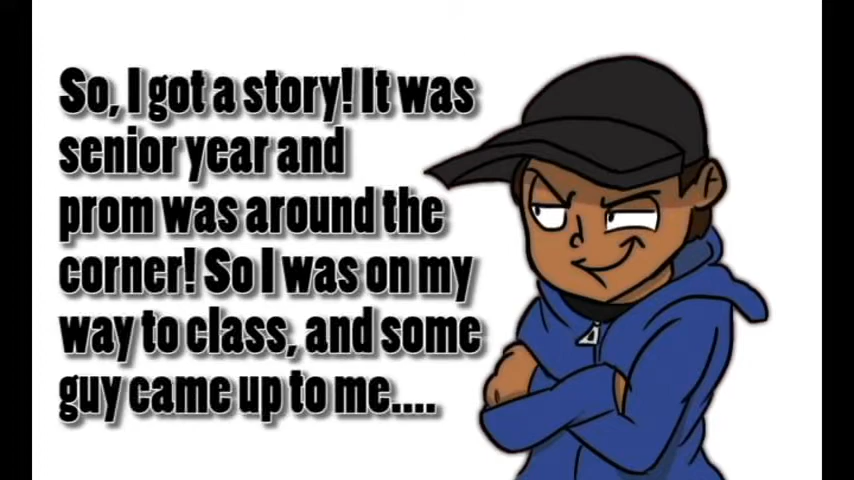 So, I got a story! It was
senior year and
prom was around the
corner! So I was on my
way to class, and some
guy came up to me....